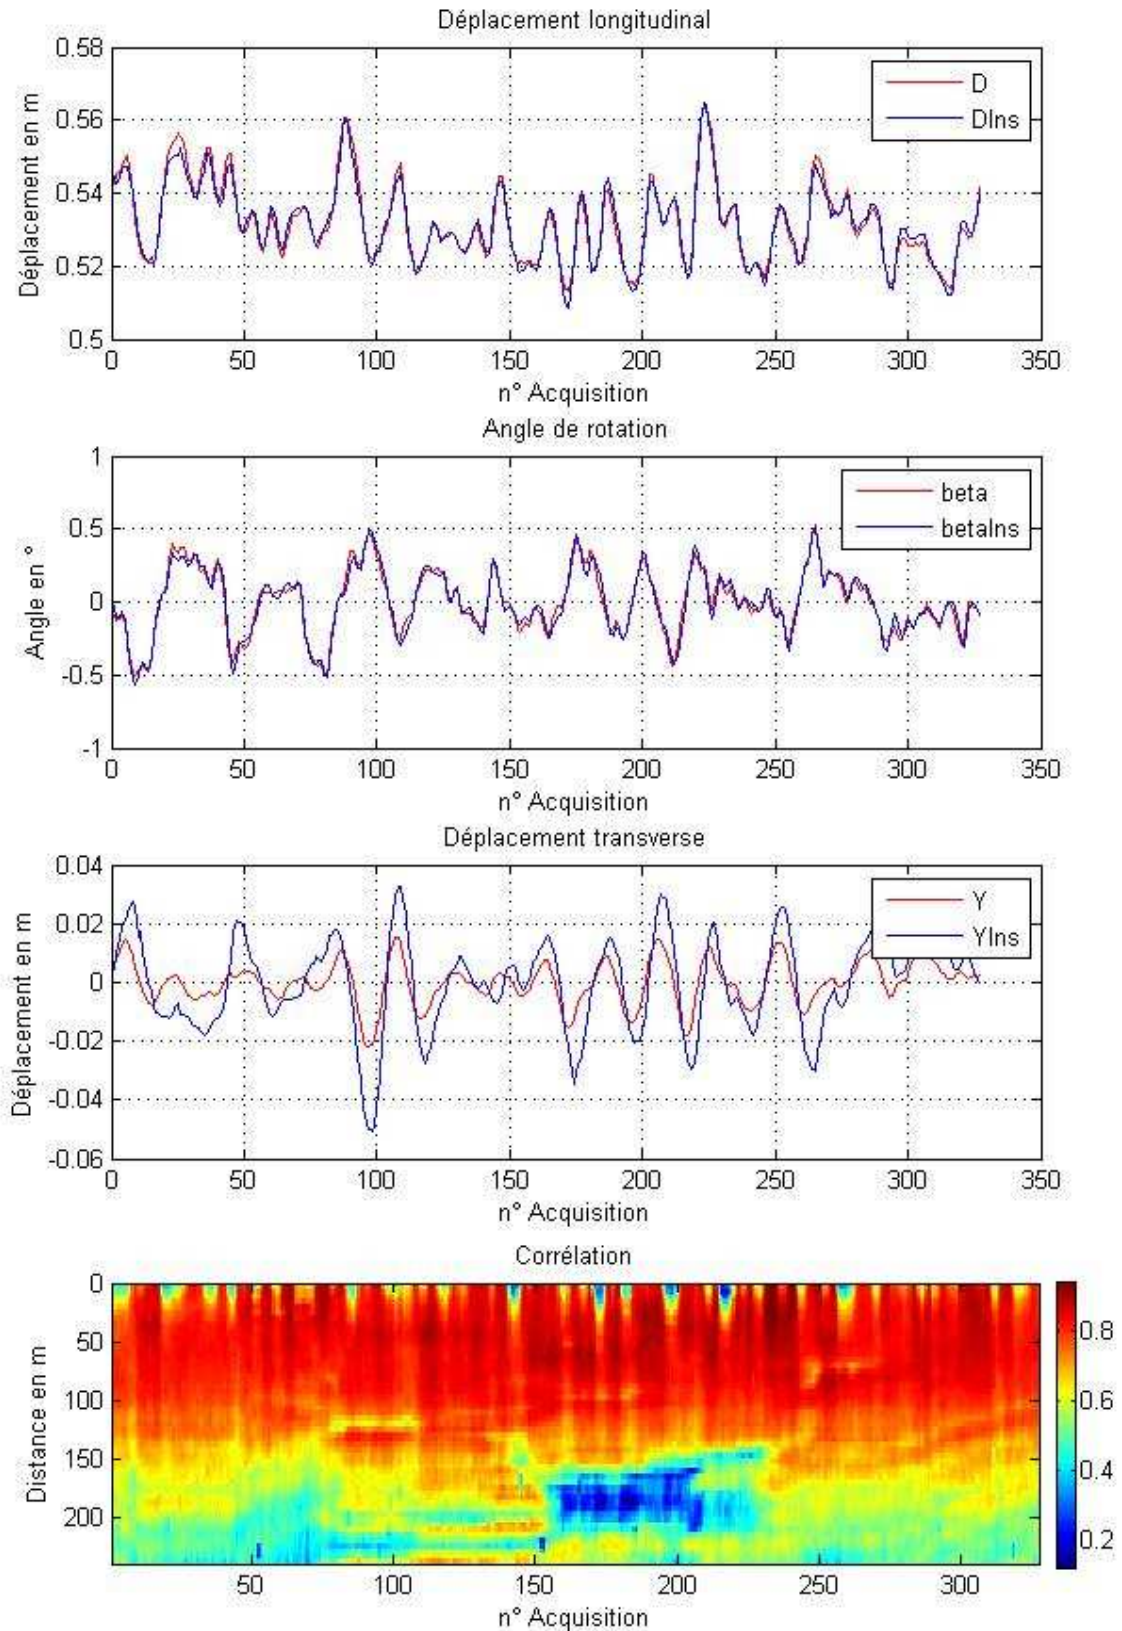 Déplacement longitudinal
Déplacement en m
0.58
0.56
0.54
0.52
0.5
D
DIns
0 50 100 150 200 250 300 350
n° Acquisition
Angle de rotation
Angle en °
1
0.5
0
-0.5
-1
beta
betaIns
0 50 100 150 200 250 300 350
n° Acquisition
Déplacement transverse
Déplacement en m
0.04
0.02
0
-0.02
-0.04
-0.06
Y
YIns
0 50 100 150 200 250 300 350
n° Acquisition
Corrélation
Distance en m
0
50
100
150
200
0.8
0.6
0.4
0.2
50 100 150 200 250 300
n° Acquisition